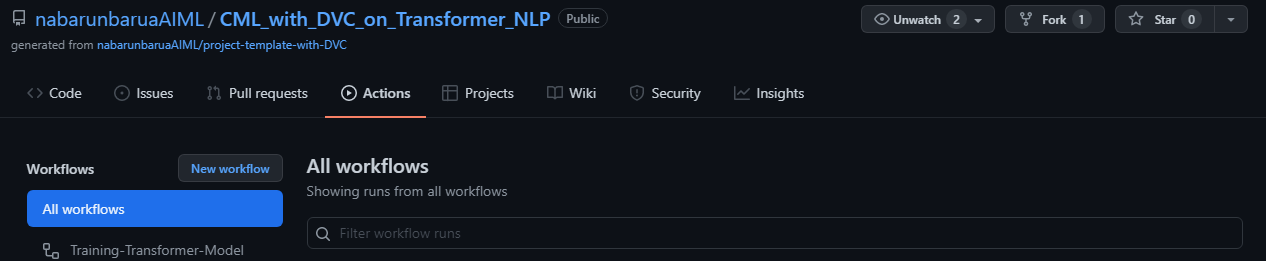 nabarunbaruaAIML / CML_with_DVC_on_Transformer_NLP Public Unwatch 2 Fork 1 Star 0
generated from nabarunbaruaAIML/project-template-with-DVC
Code Issues Pull requests Actions Projects Wiki Security Insights
Workflows New workflow
All workflows
Training-Transformer-Model
All workflows
Showing runs from all workflows
Filter workflow runs